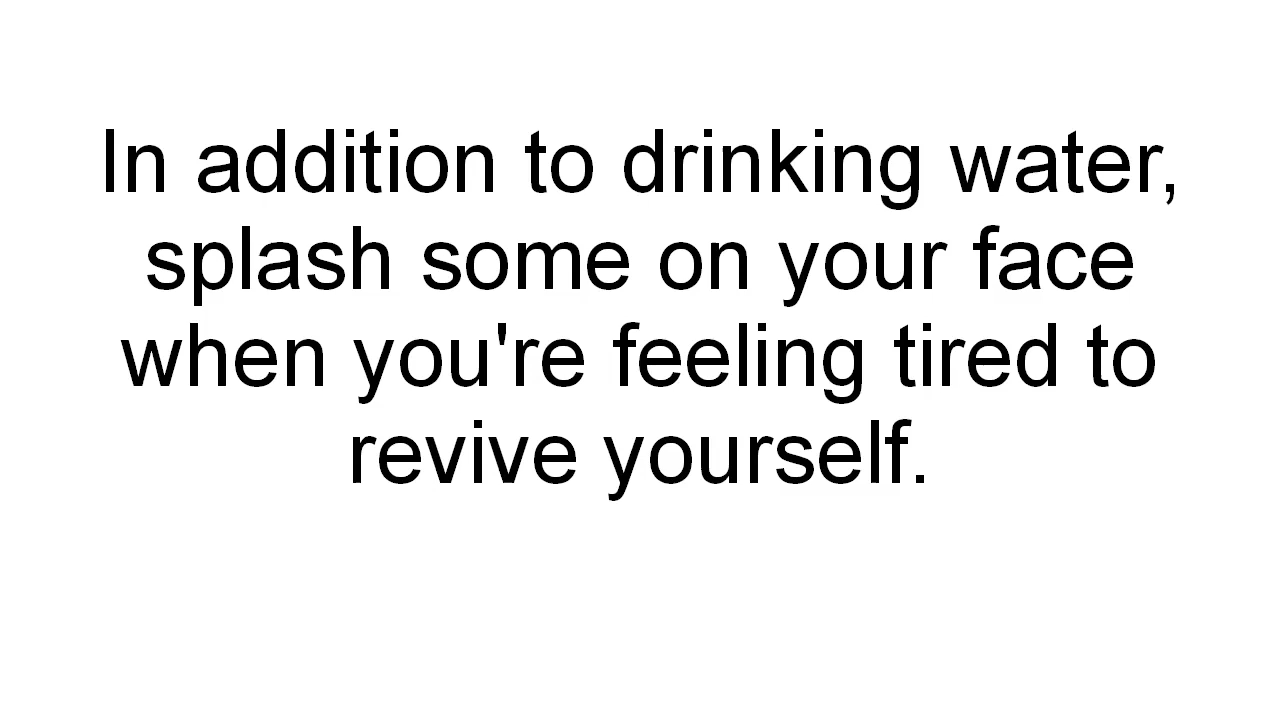 In addition to drinking water,
splash some on your face
when you're feeling tired to
revive yourself.